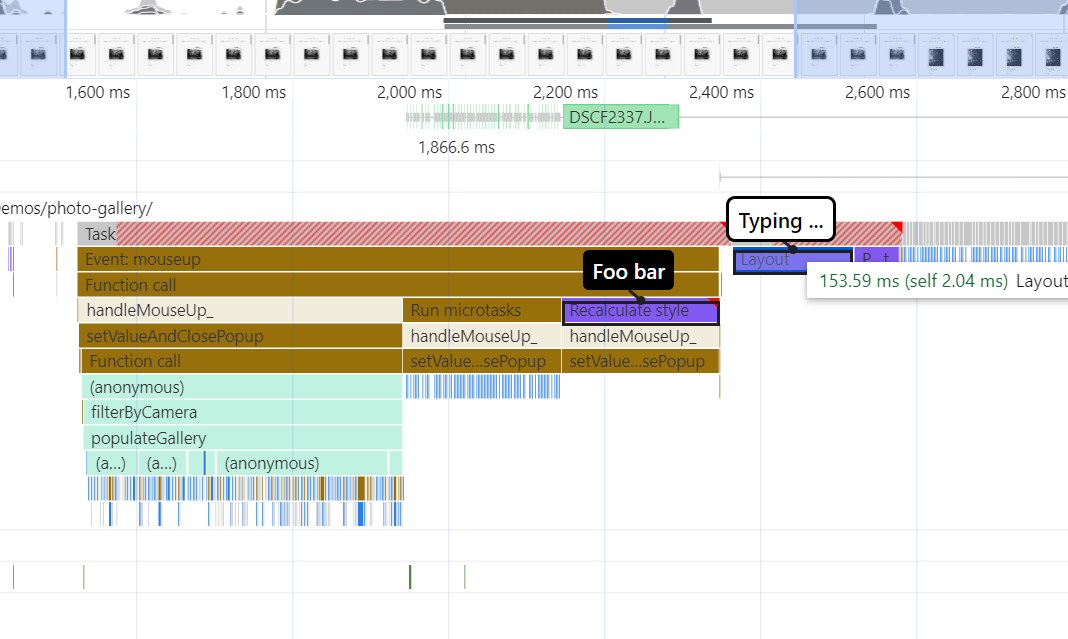 1,600 ms 1,800 ms 2,000 ms 2,200 ms 2,400 ms 2,600 ms 2,800 ms
DSCF2337.J...
1,866.6 ms
emos/photo-gallery/
Typing ...
Task
Event: mouseup
Layout
P...t
Foo bar
153.59 ms (self 2.04 ms) Layout
Function call
handleMouseUp_
Run microtasks
Recalculate style
setValueAndClosePopup
handleMouseUp_
handleMouseUp_
Function call
setValue...sePopup
setValue...sePopup
(anonymous)
filterByCamera
populateGallery
(a...)
(a...)
(anonymous)